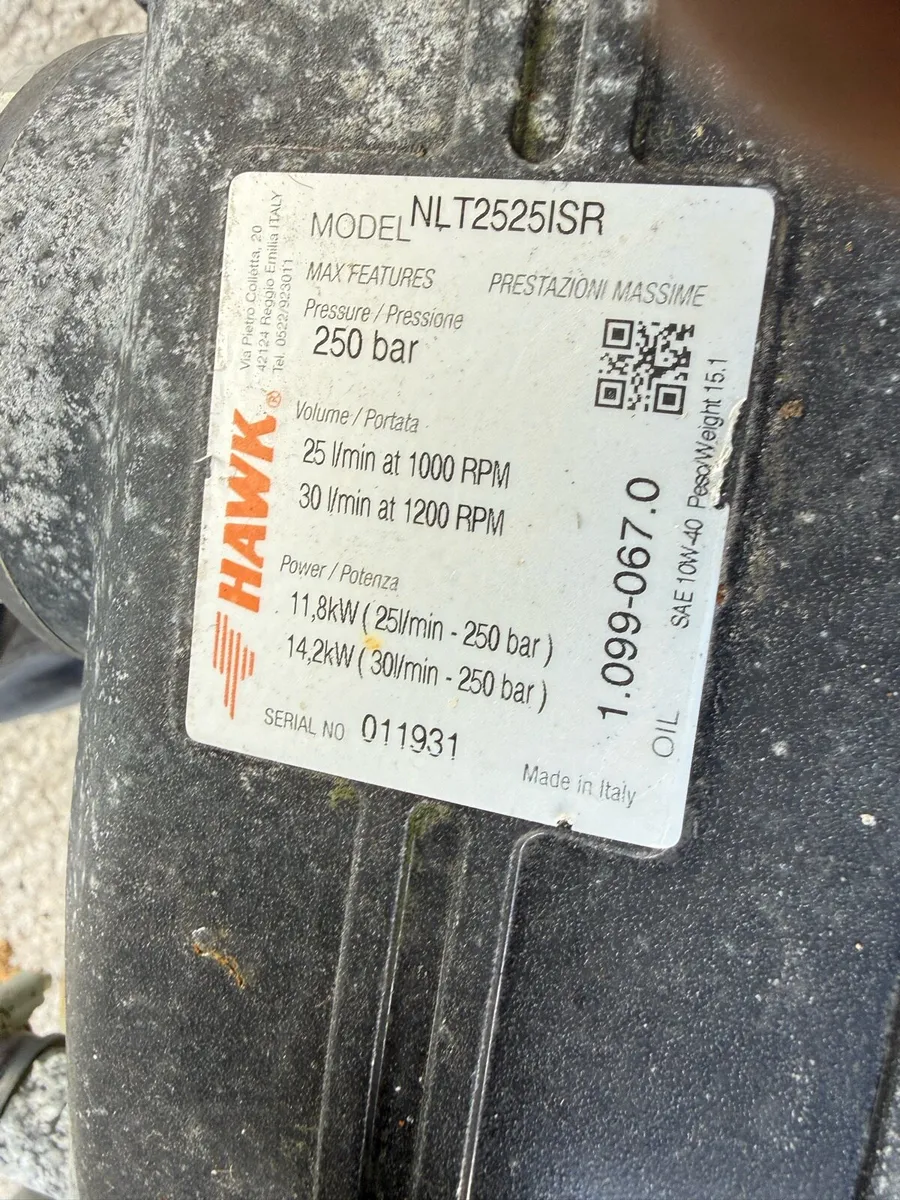 MODEL NLT2525ISR
MAX FEATURES PRESTAZIONI MASSIME
Pressure / Pressione
250 bar
Volume / Portata
25 l/min at 1000 RPM
30 l/min at 1200 RPM
Power / Potenza
11,8kW ( 25l/min - 250 bar )
14,2kW ( 30l/min - 250 bar )
SERIAL NO 011931
Made in Italy
HAWK®
Via Pietro Colletta, 20
42124 Reggio Emilia ITALY
Tel. 0522/923011
1.099-067.0
OIL SAE 10W-40 Peso/Weight 15.1